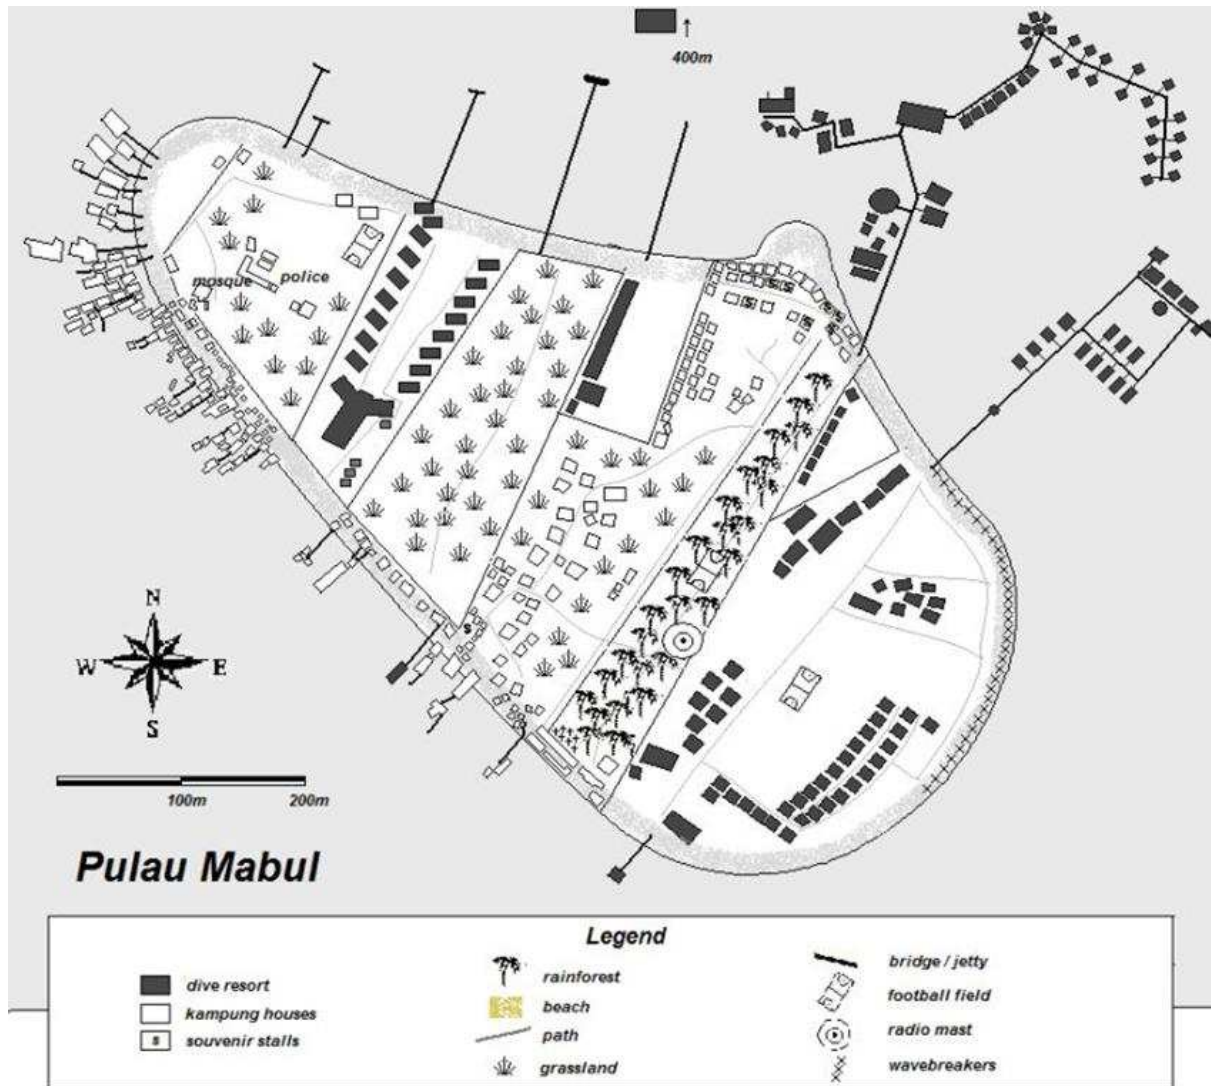 400m
mosque
police
s
s
s
s
s
N
W
E
S
100m
200m
Pulau Mabul
Legend
dive resort
kampung houses
s souvenir stalls
rainforest
beach
path
grassland
bridge / jetty
football field
radio mast
wavebreakers